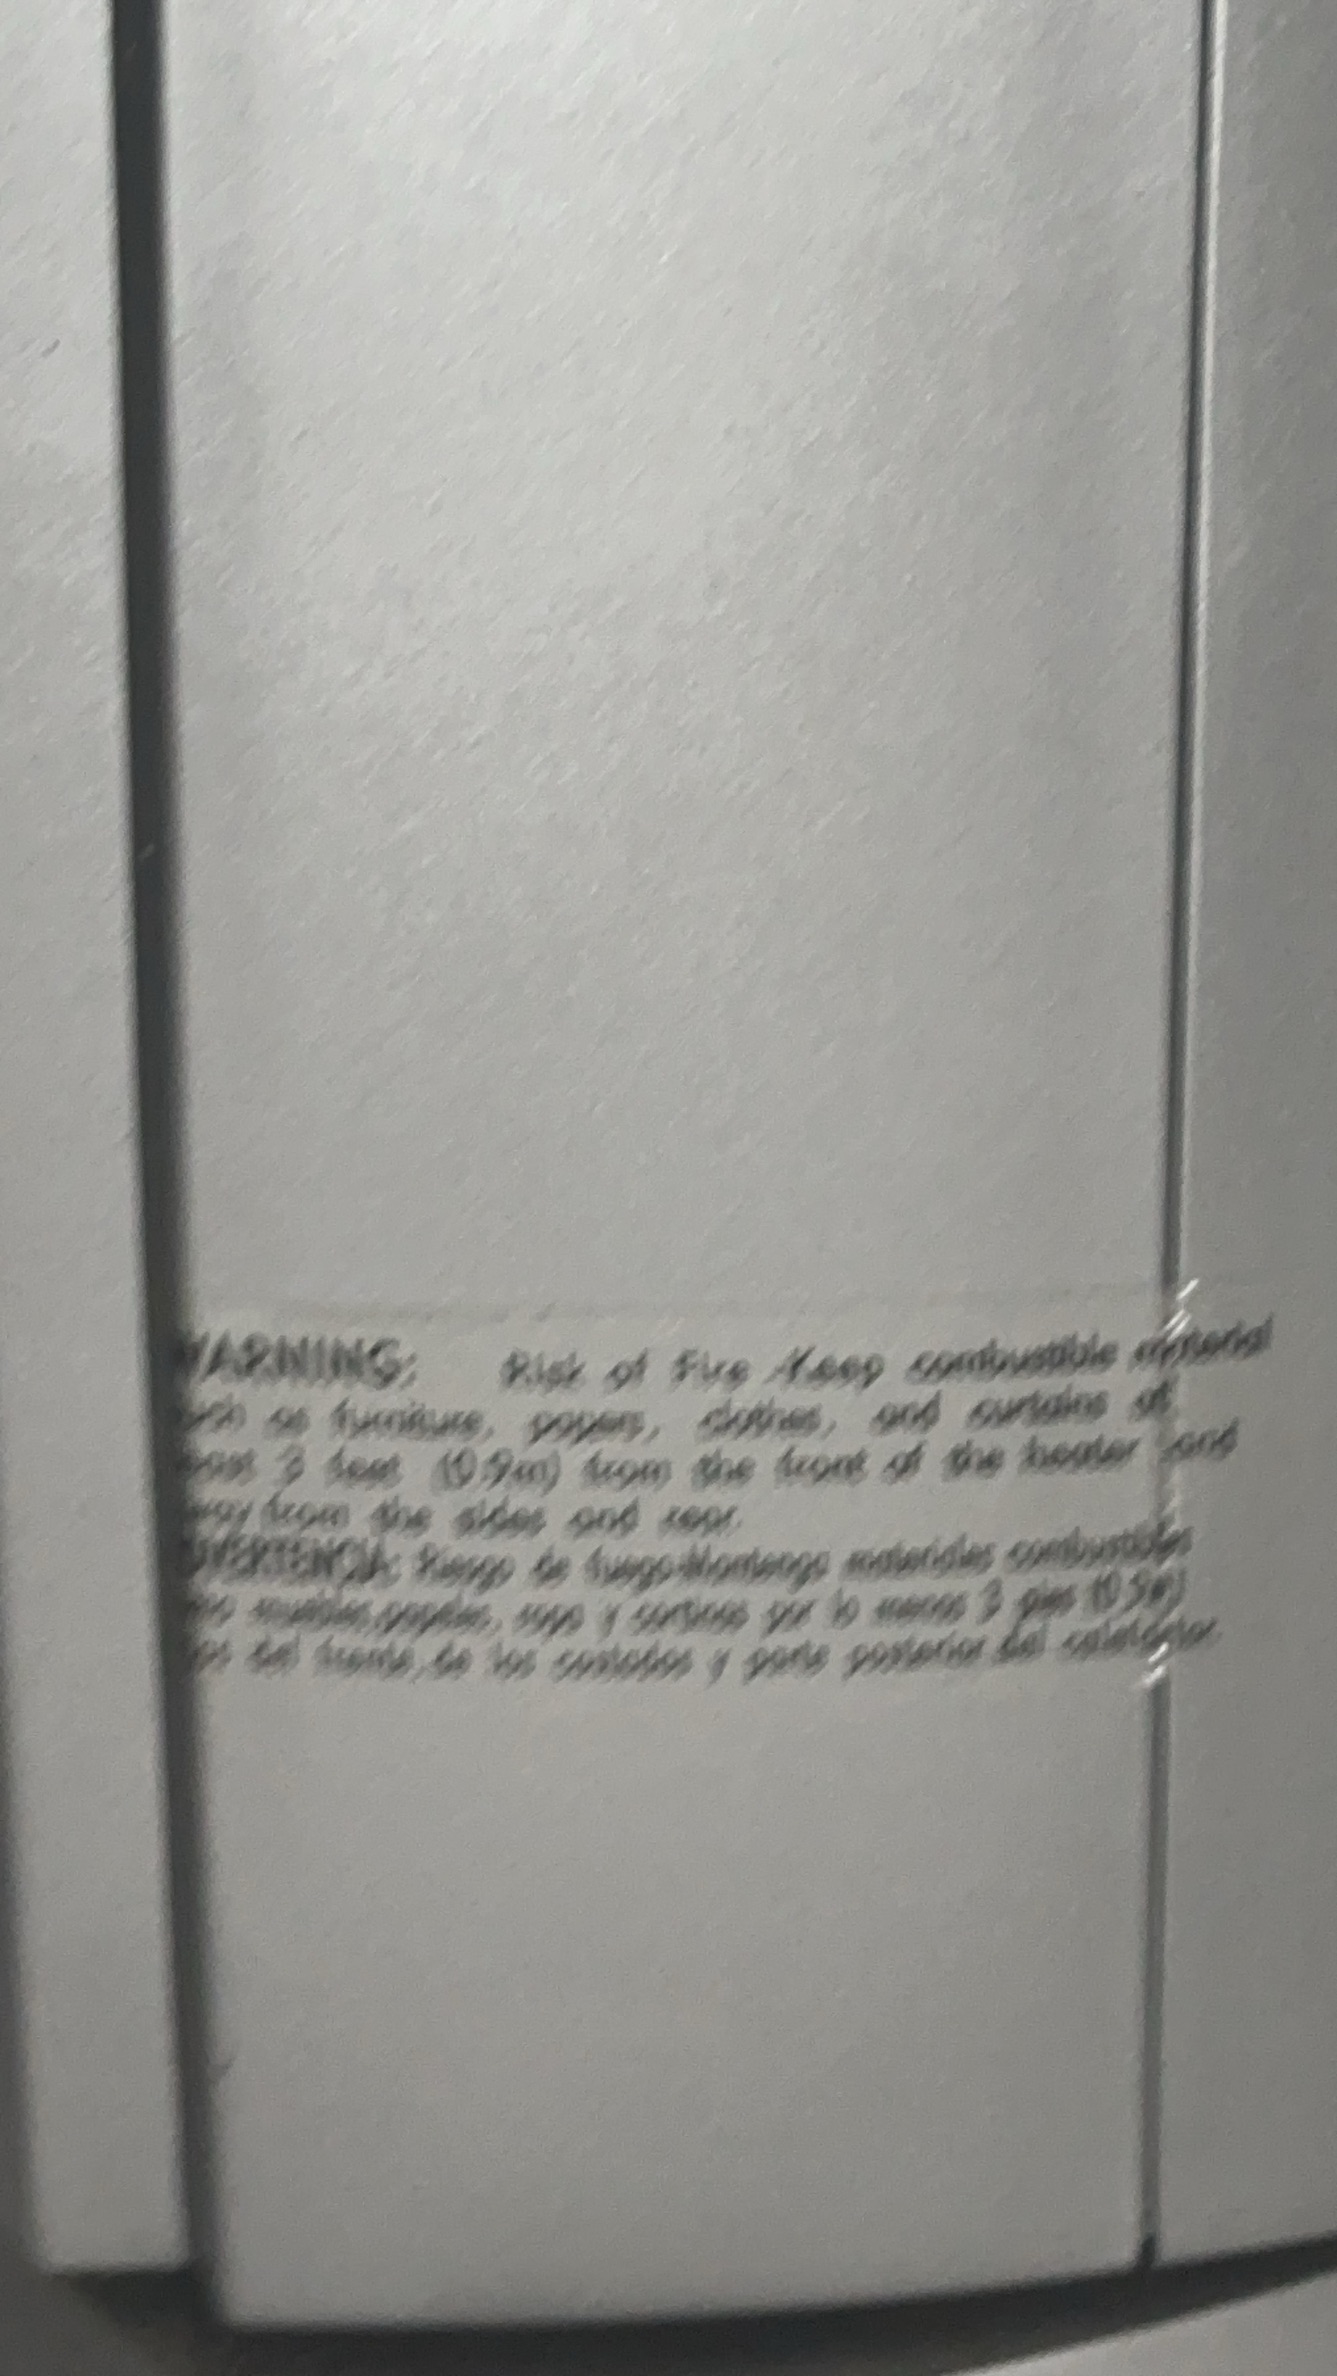 WARNING: Risk of Fire-Keep combustible material
such as furniture, papers, clothes, and curtains at
least 3 feet (0.9m) from the front of the heater and
away from the sides and rear.
ADVERTENCIA: Riesgo de fuego-Mantenga materiales combustibles
muebles,papeles, ropa y cortinas por lo menos 3 pies (0.9m)
del frente,de los costados y parte posterior del calefactor.